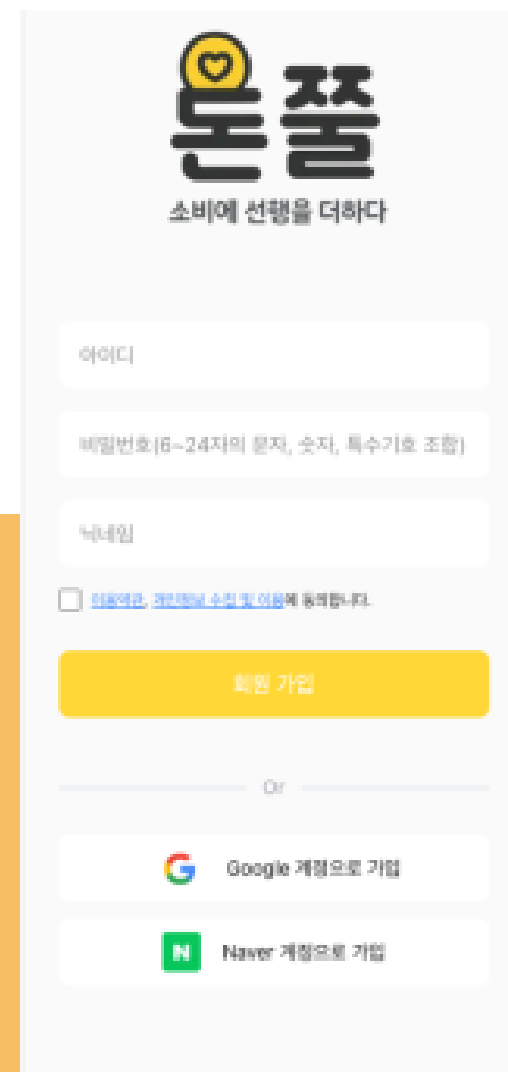 돈쭐
소비에 선행을 더하다
아이디
비밀번호(6~24자의 문자, 숫자, 특수기호 조합)
닉네임
이용약관, 개인정보 수집 및 이용에 동의합니다.
회원 가입
Or
Google 계정으로 가입
N
Naver 계정으로 가입